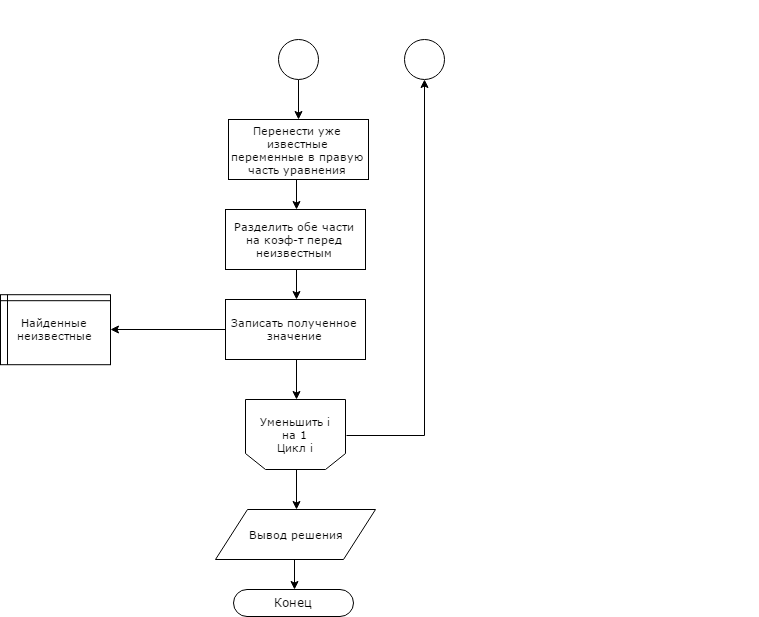 Перенести уже
известные
переменные в правую
часть уравнения
Разделить обе части
на коэф-т перед
неизвестным
Найденные
неизвестные
Записать полученное
значение
Уменьшить i
на 1
Цикл i
Вывод решения
Конец